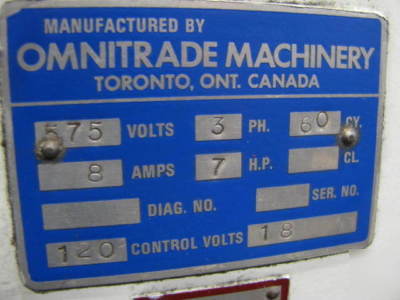 MANUFACTURED BY
OMNITRADE MACHINERY
TORONTO, ONT. CANADA
575 VOLTS 3 PH. 60 CY.
8 AMPS 7 H.P. CL.
DIAG. NO. SER. NO.
120 CONTROL VOLTS 18